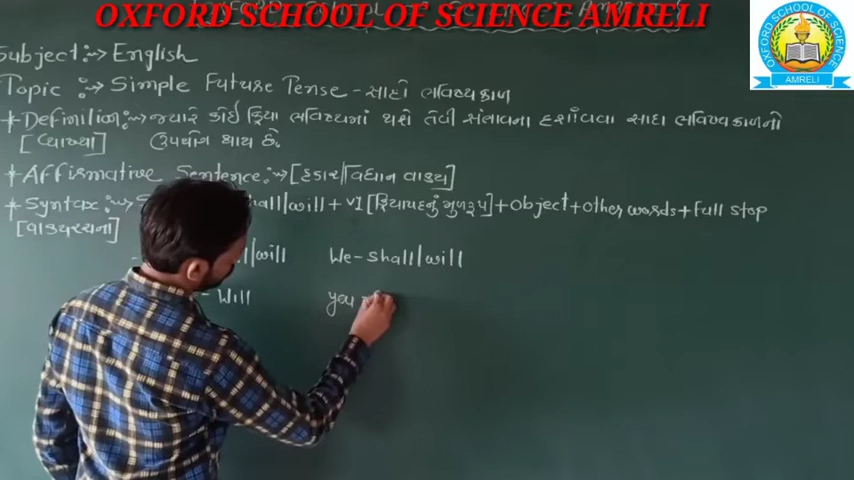 OXFORD SCHOOL OF SCIENCE AMRELI
OXFORD SCHOOL OF SCIENCE
AMRELI
Subject :→ English
Topic :→ Simple Future Tense - સાદો ભવિષ્યકાળ
*Definition :→ જ્યારે કોઈ ક્રિયા ભવિષ્યમાં થશે તેવી સંભાવના દર્શાવવા સાદા ભવિષ્યકાળનો
[વ્યાખ્યા] ઉપયોગ થાય છે.
*Affirmative Sentence :→ [હકાર|વિધાન વાક્ય]
*Syntax :→ S hall|will + V1 [ક્રિયાપદનું મુળરૂપ] + Object + Other words + full stop
[વાક્યરચના]
ll|will We - shall|will
- Will you